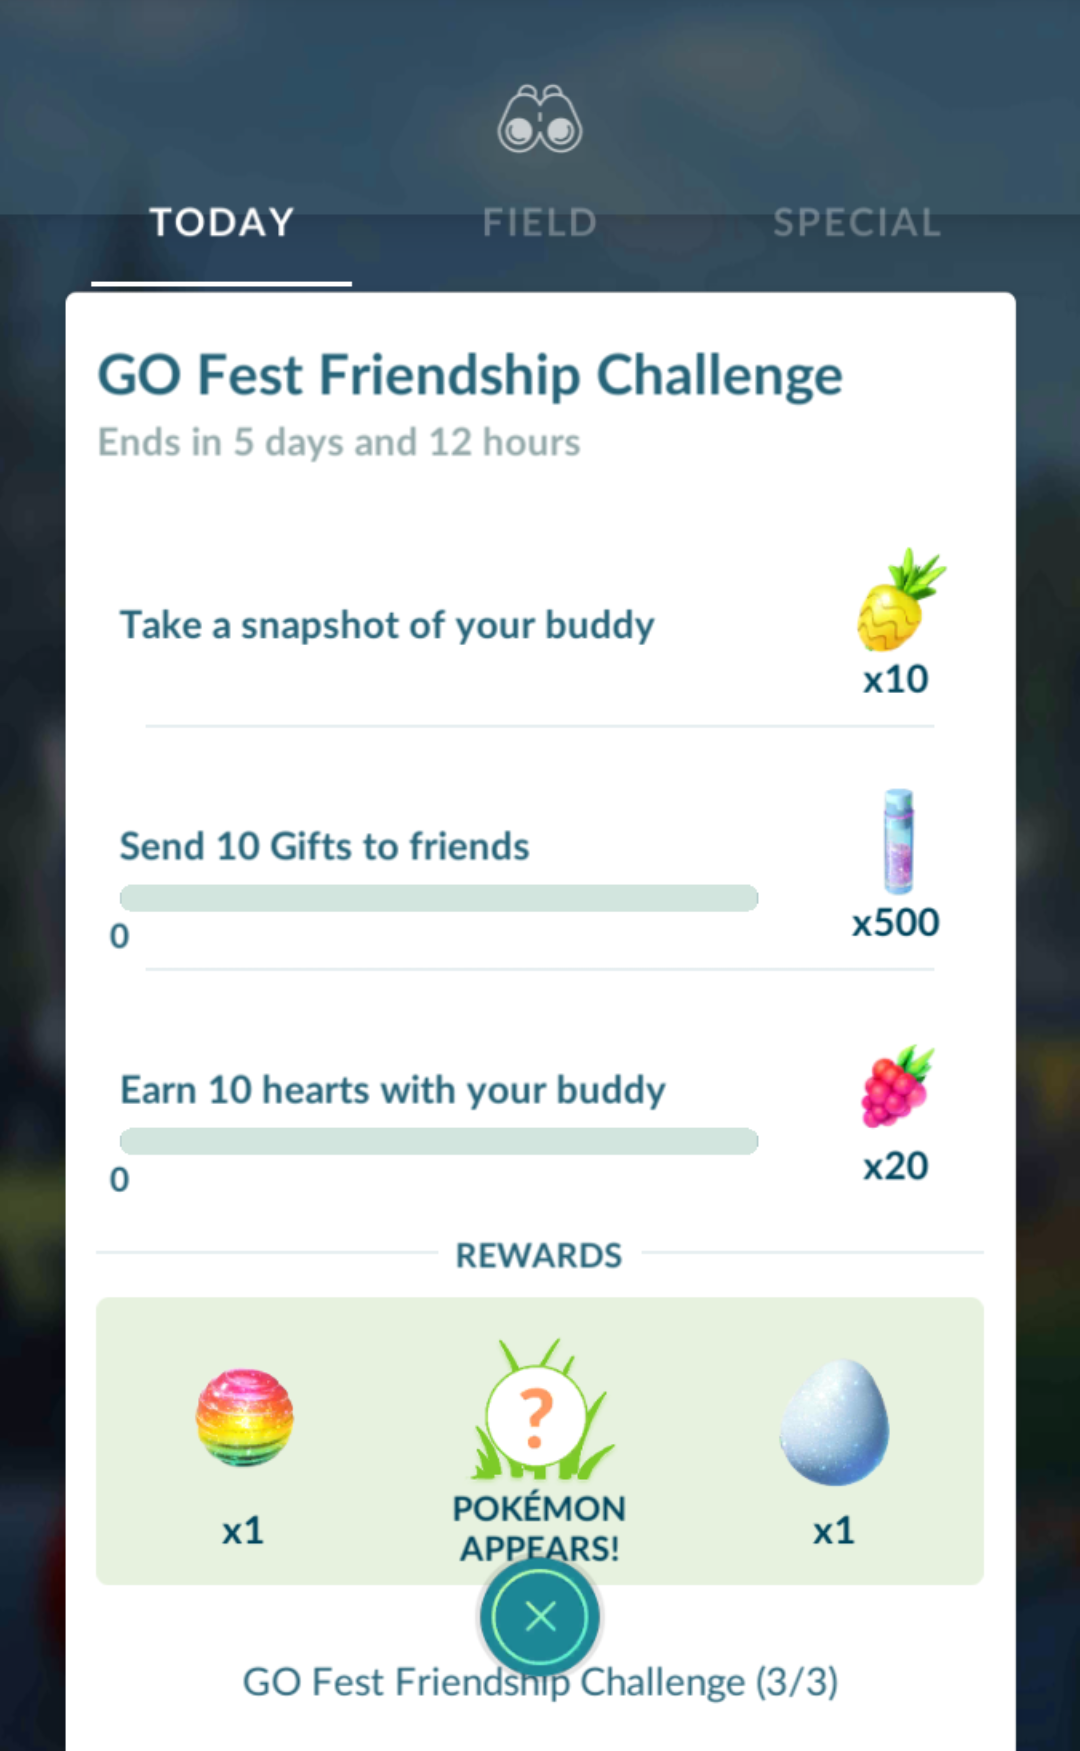 TODAY FIELD SPECIAL
GO Fest Friendship Challenge
Ends in 5 days and 12 hours
Take a snapshot of your buddy
x10
Send 10 Gifts to friends
0
x500
Earn 10 hearts with your buddy
0
x20
REWARDS
?
x1
POKÉMON
APPEARS!
x1
GO Fest Friendship Challenge (3/3)